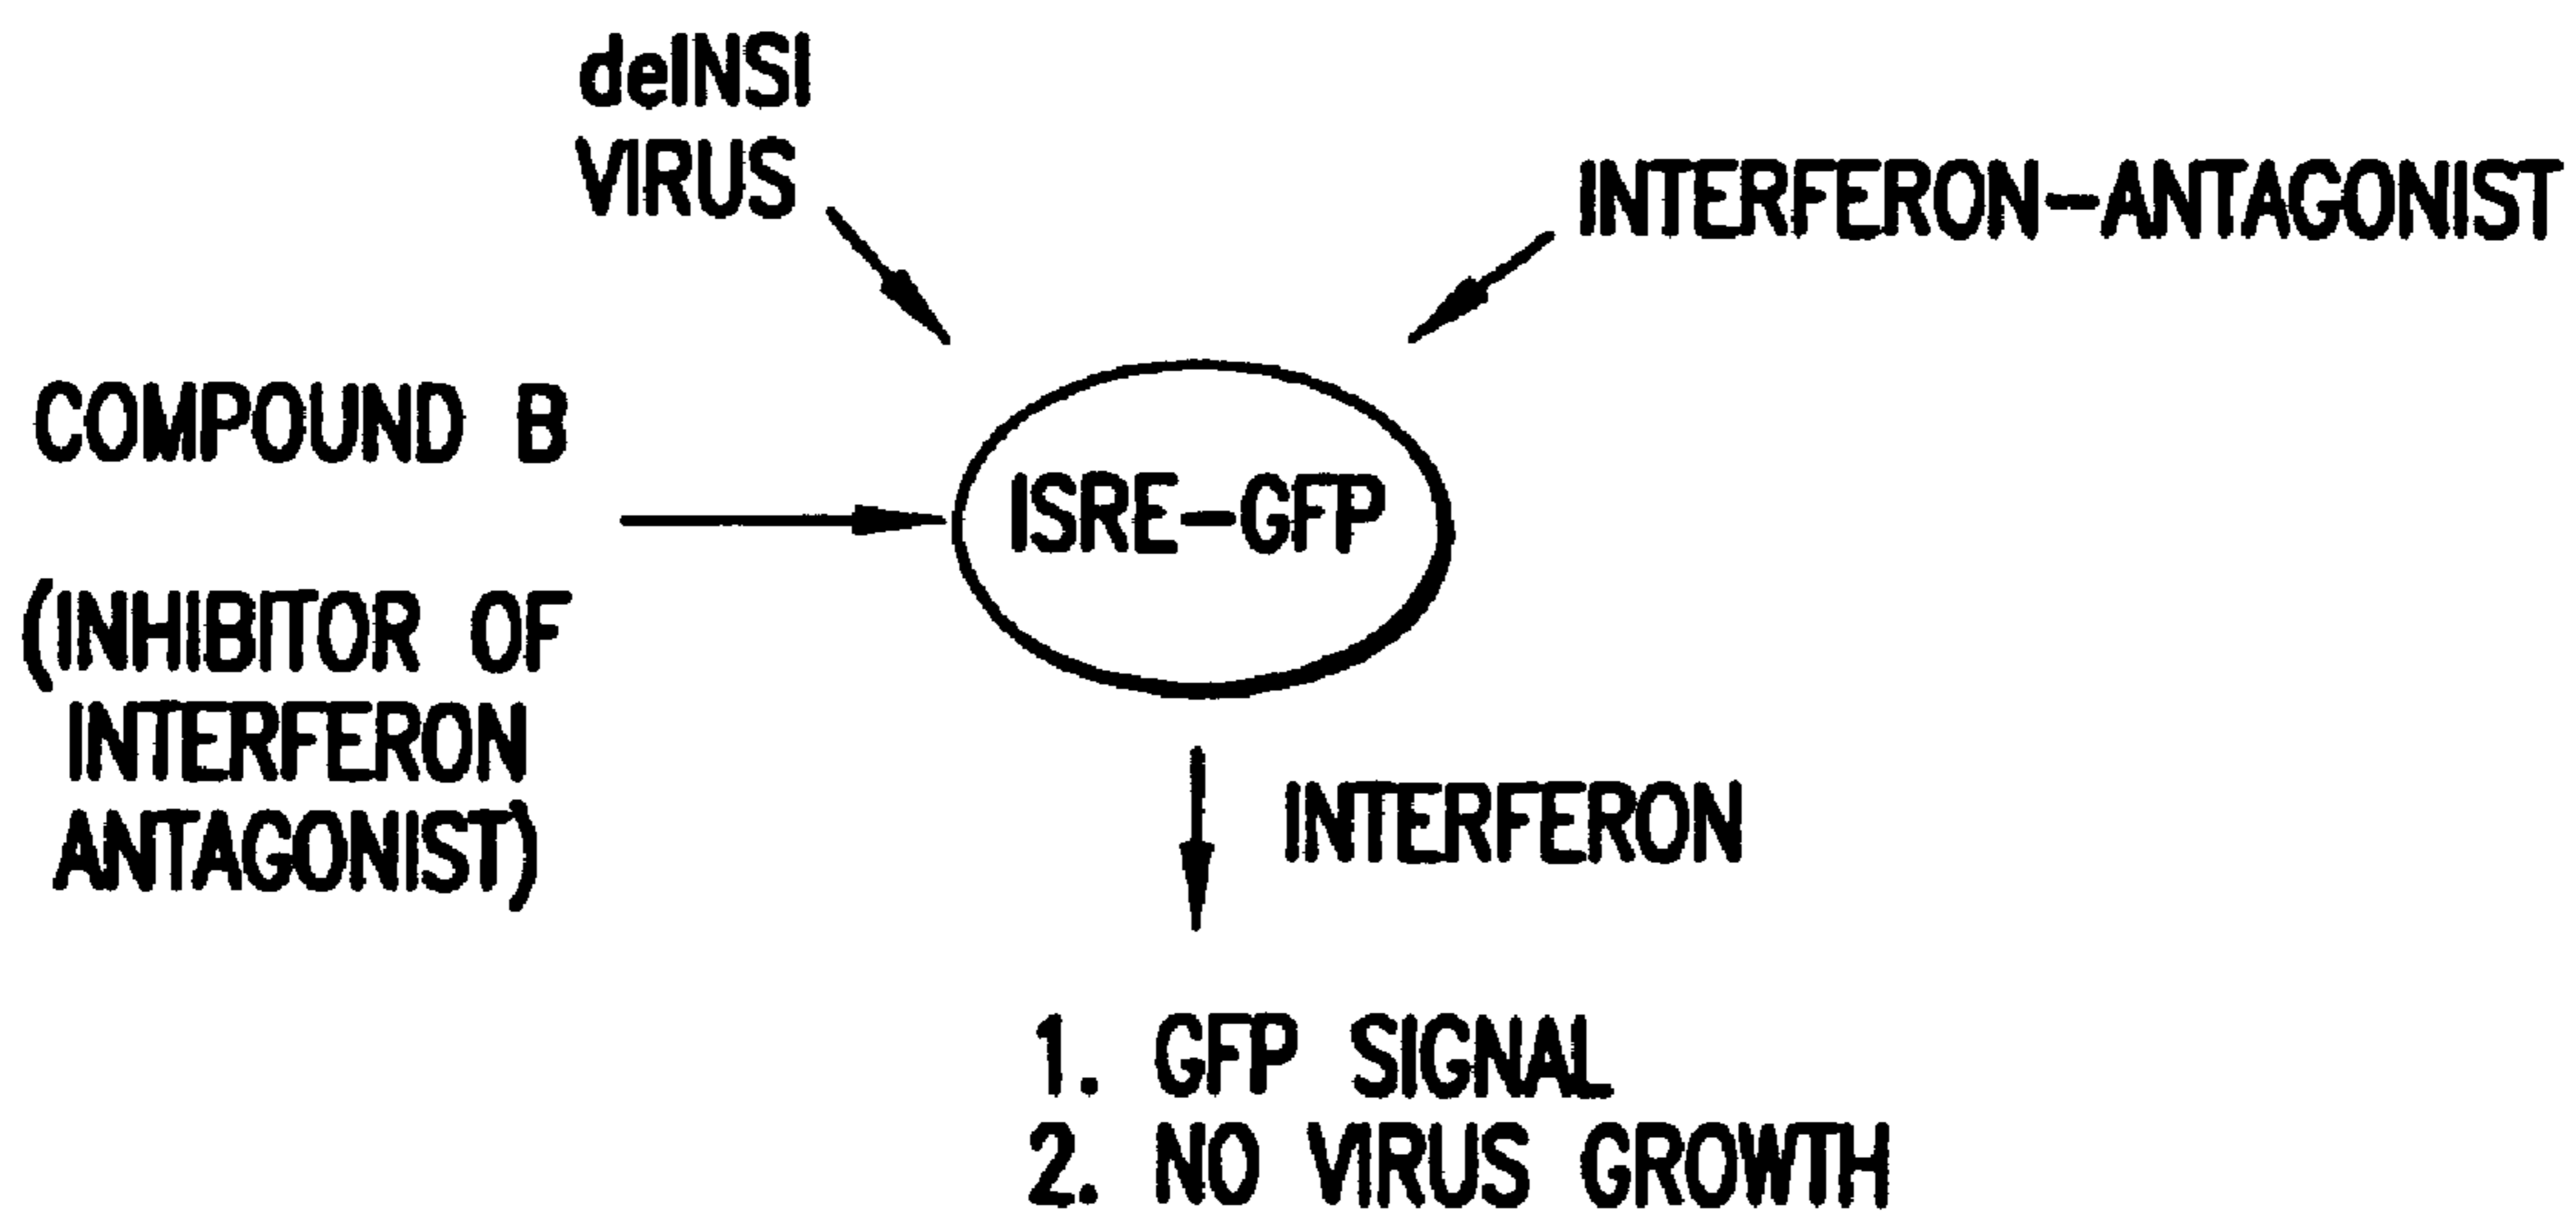 delNSI
VIRUS
INTERFERON-ANTAGONIST
COMPOUND B
ISRE-GFP
(INHIBITOR OF
INTERFERON
ANTAGONIST)
INTERFERON
1. GFP SIGNAL
2. NO VIRUS GROWTH